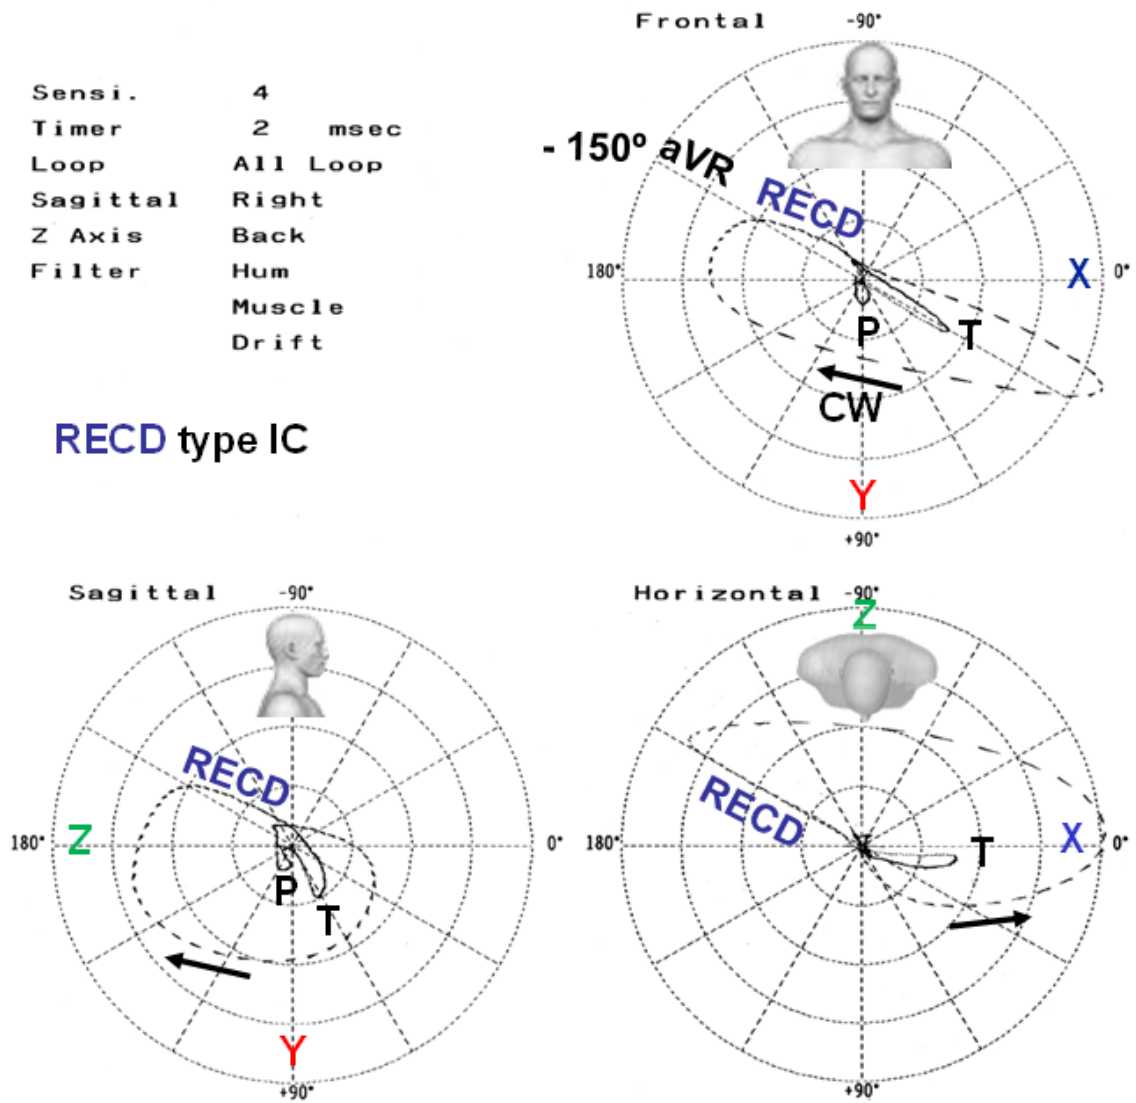 Frontal
-90°
Sensi. 4
Timer 2 msec
Loop All Loop
Sagittal Right
Z Axis Back
Filter Hum
Muscle
Drift
- 150º aVR
RECD
180°
X
0°
P
T
CW
Y
+90°
RECD type IC
Sagittal
-90°
RECD
180°
Z
0°
P
T
Y
+90°
Horizontal
-90°
Z
RECD
180°
T
X
0°
+90°